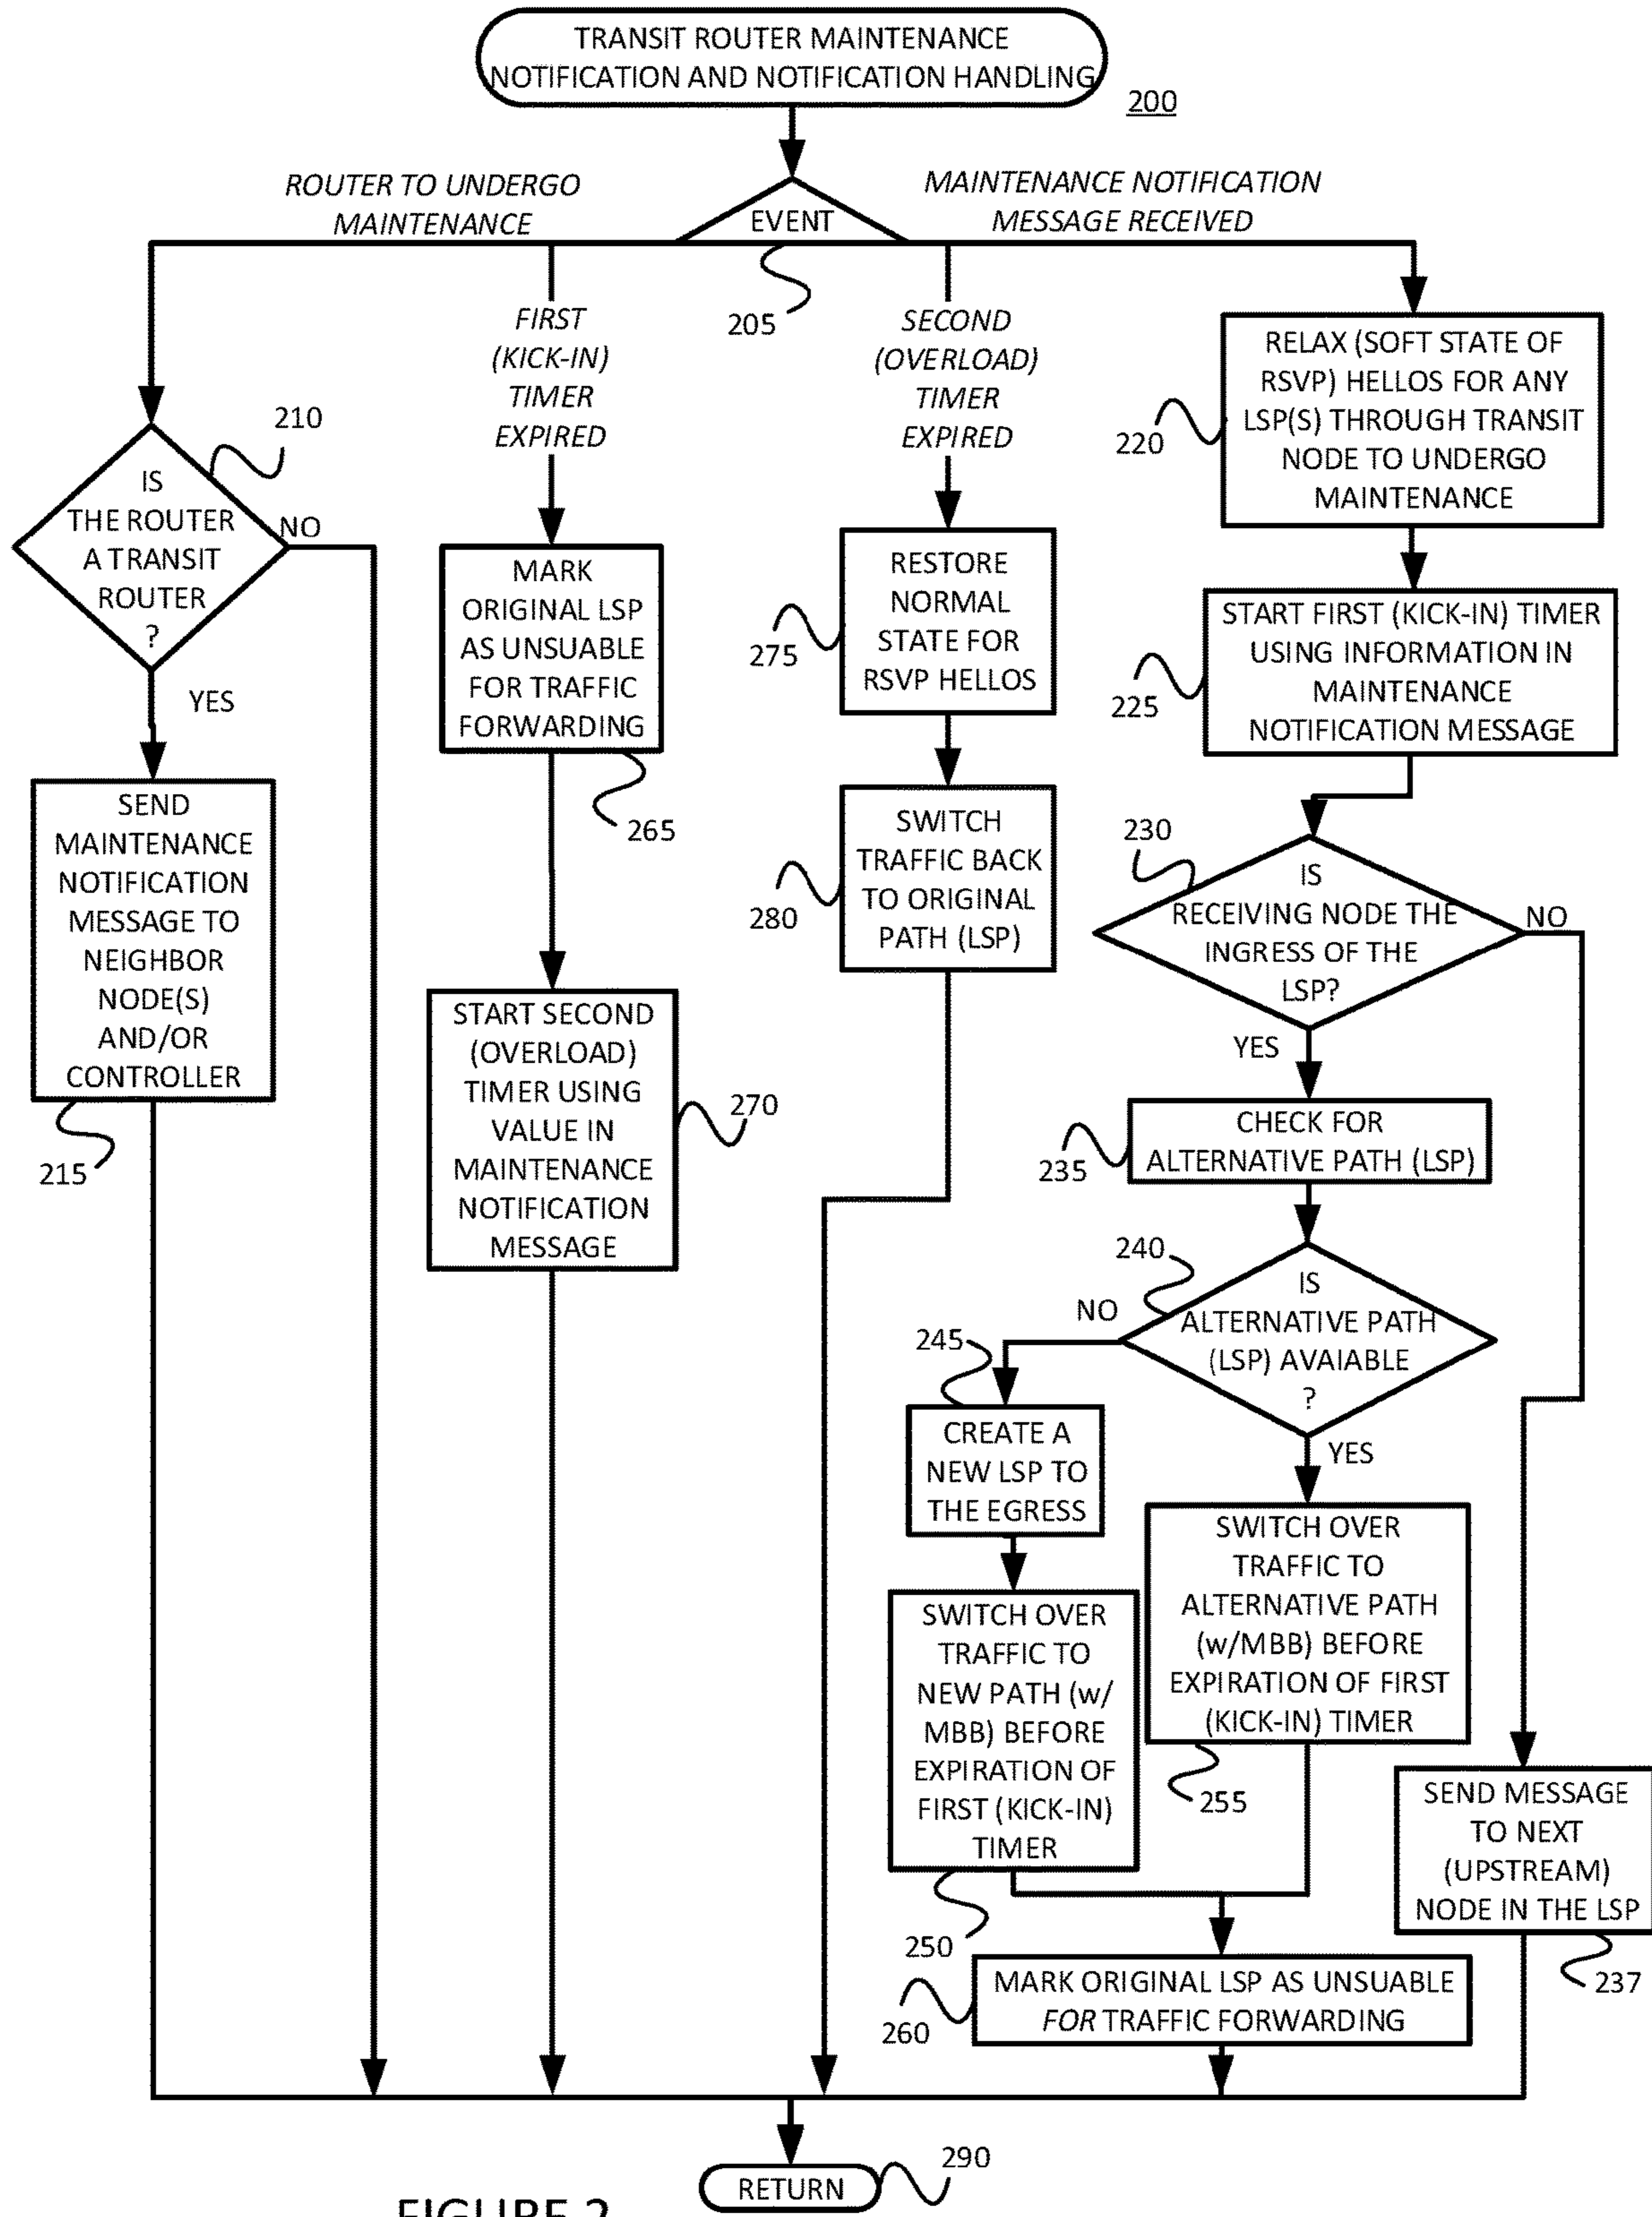 TRANSIT ROUTER MAINTENANCE
NOTIFICATION AND NOTIFICATION HANDLING
200
ROUTER TO UNDERGO
MAINTENANCE
EVENT
MAINTENANCE NOTIFICATION
MESSAGE RECEIVED
205
FIRST
(KICK-IN)
TIMER
EXPIRED
SECOND
(OVERLOAD)
TIMER
EXPIRED
210
IS
THE ROUTER
A TRANSIT
ROUTER
?
NO
YES
SEND
MAINTENANCE
NOTIFICATION
MESSAGE TO
NEIGHBOR
NODE(S)
AND/OR
CONTROLLER
215
MARK
ORIGINAL LSP
AS UNSUABLE
FOR TRAFFIC
FORWARDING
265
START SECOND
(OVERLOAD)
TIMER USING
VALUE IN
MAINTENANCE
NOTIFICATION
MESSAGE
270
RESTORE
NORMAL
STATE FOR
RSVP HELLOS
275
SWITCH
TRAFFIC BACK
TO ORIGINAL
PATH (LSP)
280
RELAX (SOFT STATE OF
RSVP) HELLOS FOR ANY
LSP(S) THROUGH TRANSIT
NODE TO UNDERGO
MAINTENANCE
220
START FIRST (KICK-IN) TIMER
USING INFORMATION IN
MAINTENANCE
NOTIFICATION MESSAGE
225
230
IS
RECEIVING NODE THE
INGRESS OF THE
LSP?
NO
YES
CHECK FOR
ALTERNATIVE PATH (LSP)
235
240
IS
ALTERNATIVE PATH
(LSP) AVAIABLE
?
NO
YES
245
CREATE A
NEW LSP TO
THE EGRESS
SWITCH OVER
TRAFFIC TO
NEW PATH (w/
MBB) BEFORE
EXPIRATION OF
FIRST (KICK-IN)
TIMER
250
SWITCH OVER
TRAFFIC TO
ALTERNATIVE PATH
(w/MBB) BEFORE
EXPIRATION OF FIRST
(KICK-IN) TIMER
255
SEND MESSAGE
TO NEXT
(UPSTREAM)
NODE IN THE LSP
237
MARK ORIGINAL LSP AS UNSUABLE
FOR TRAFFIC FORWARDING
260
RETURN
290
FIGURE 2